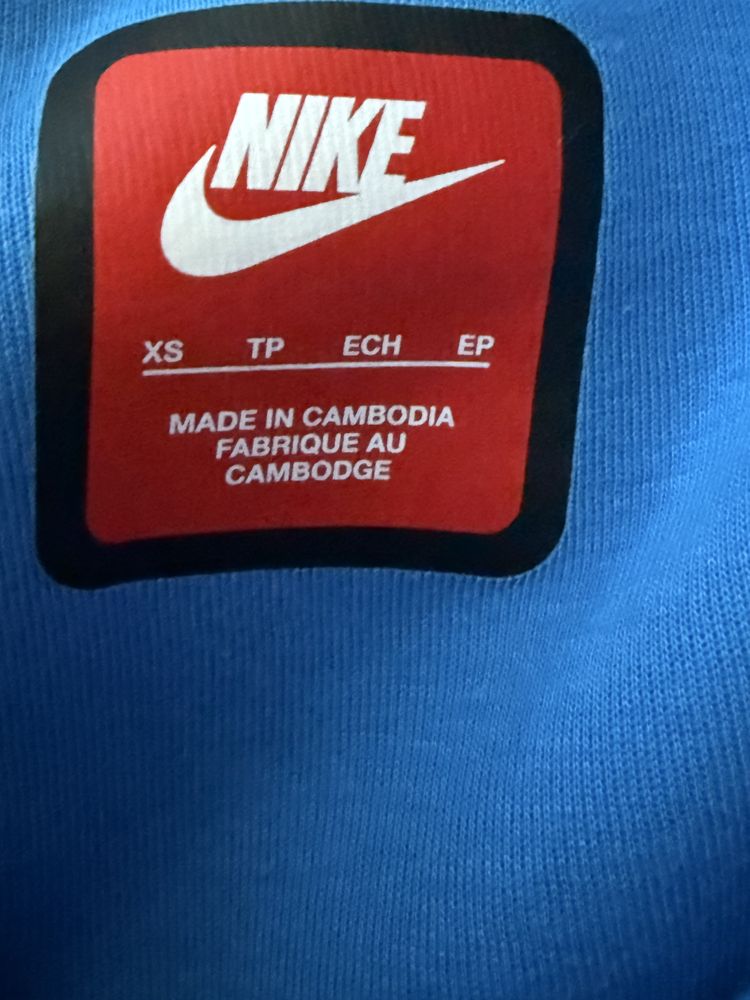 NIKE
XS TP ECH EP
MADE IN CAMBODIA
FABRIQUE AU
CAMBODGE